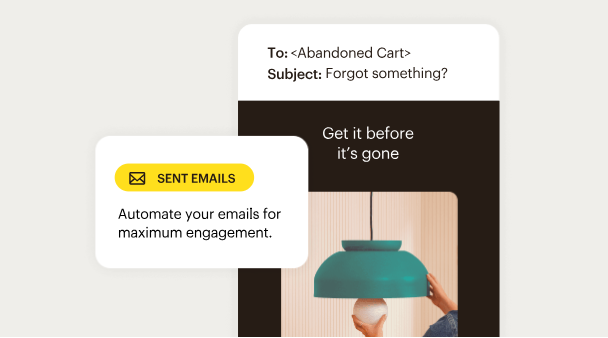 To: <Abandoned Cart>
Subject: Forgot something?
Get it before
it’s gone
SENT EMAILS
Automate your emails for
maximum engagement.